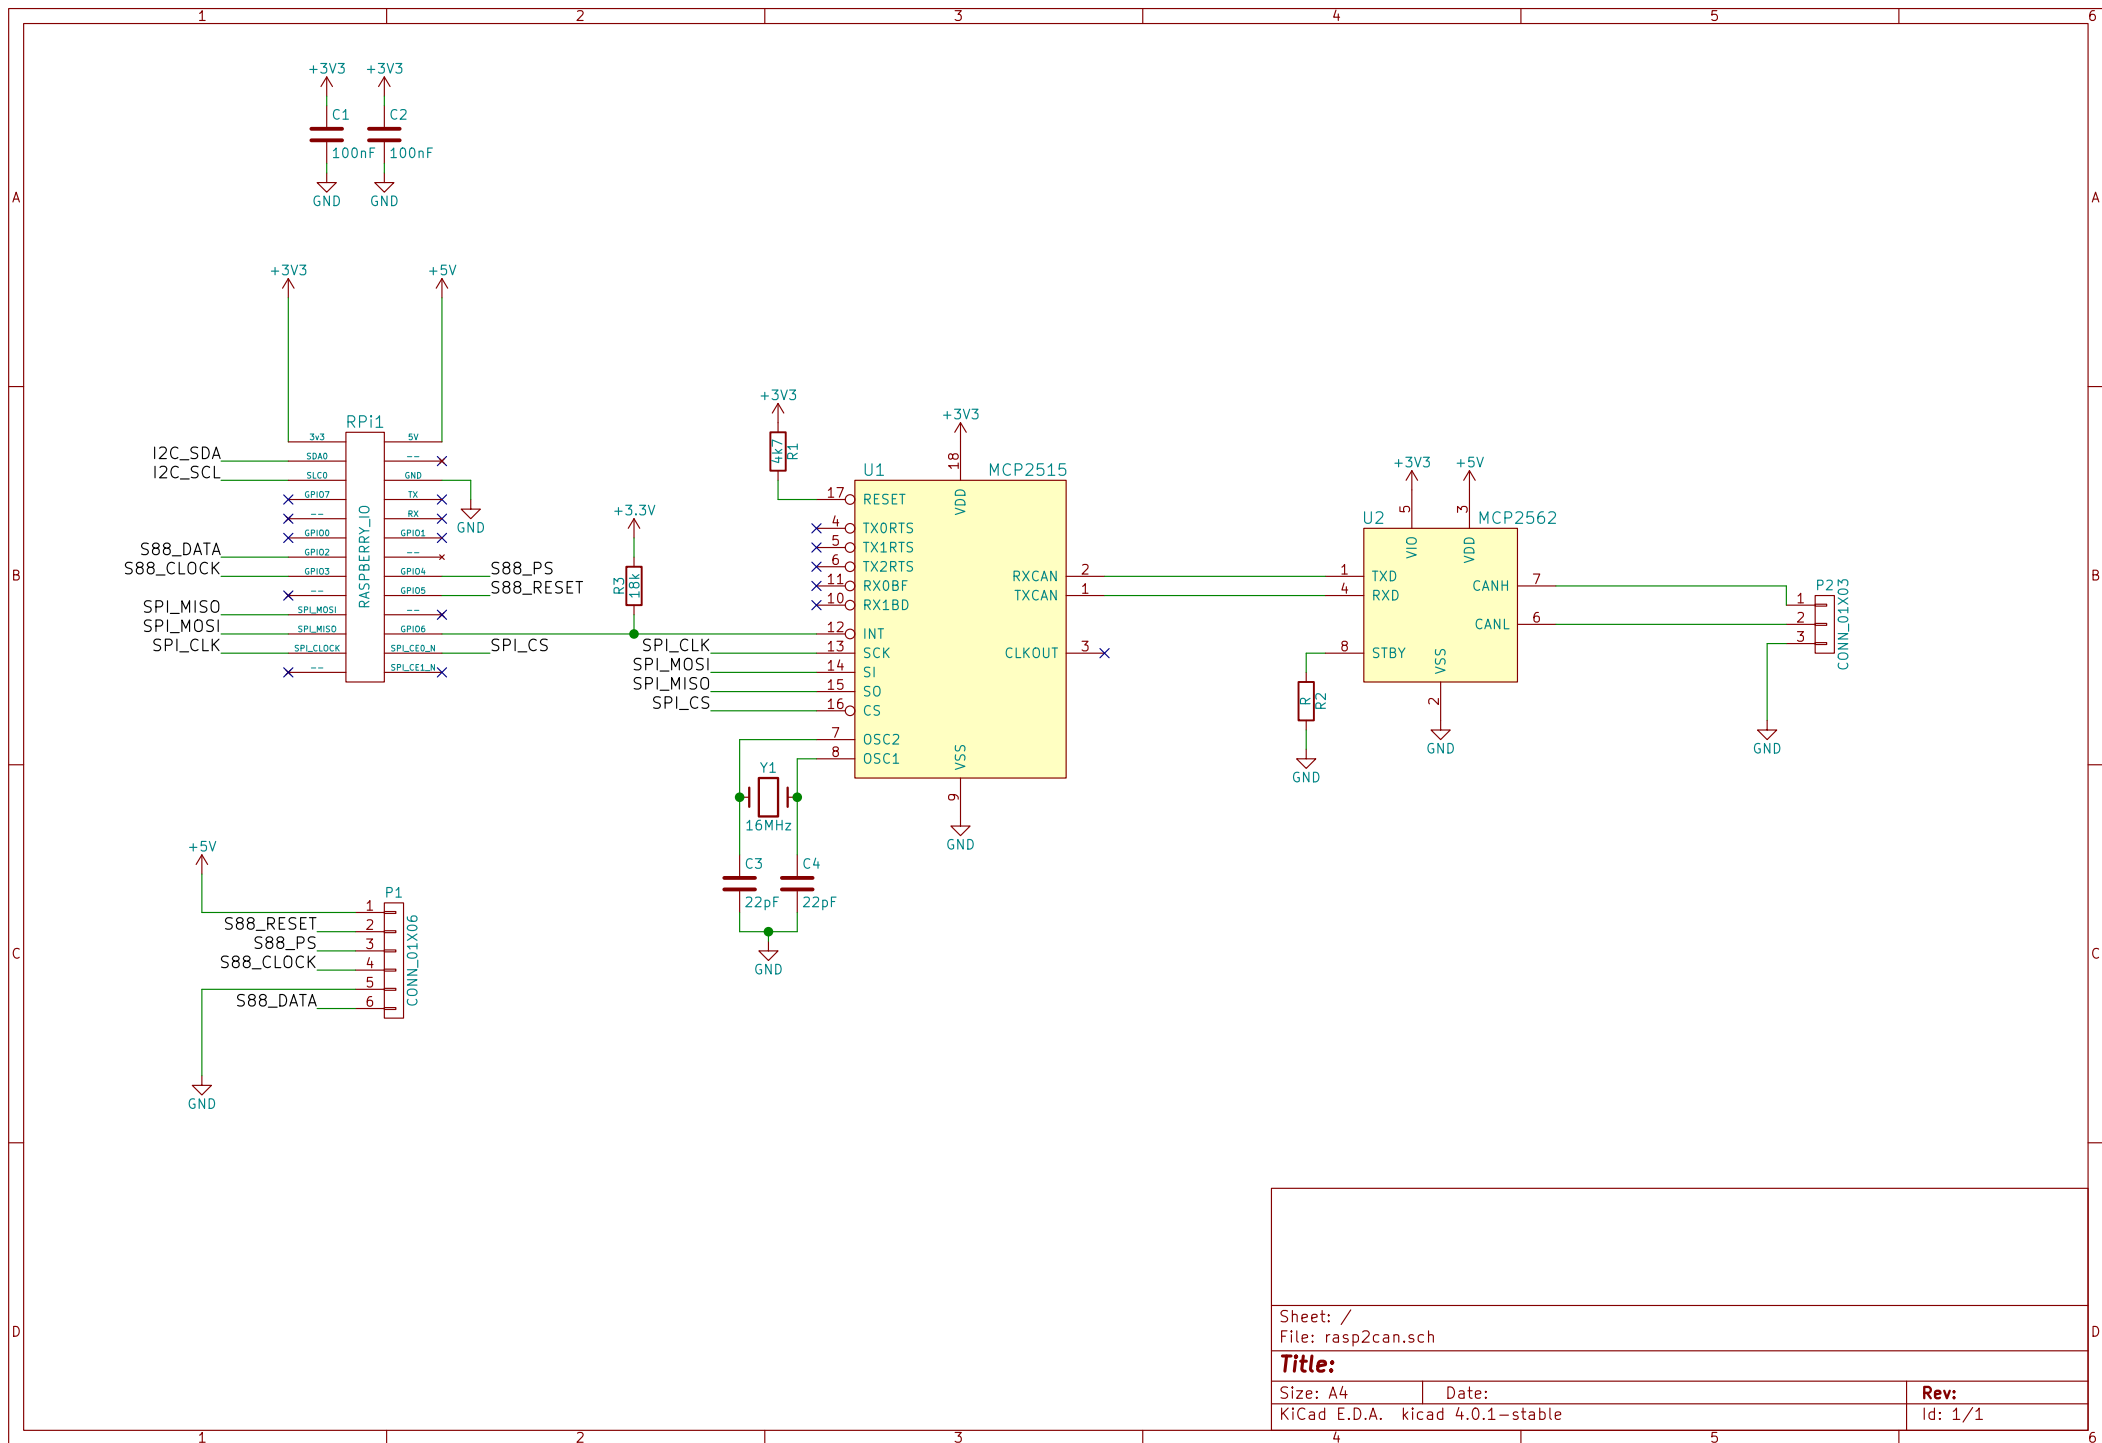 1 2 3 4 5 6
A A
B B
C C
D D
+3V3 +3V3
C1 C2
100nF 100nF
GND GND
+3V3 +5V
RPi1
RASPBERRY_IO
3v3 5V
I2C_SDA SDA0 --
I2C_SCL SLC0 GND
GND
GPIO7 TX
-- RX
GPIO0 GPIO1
S88_DATA GPIO2 --
S88_CLOCK GPIO3 GPIO4 S88_PS
-- GPIO5 S88_RESET
SPI_MISO SPI_MOSI --
SPI_MOSI SPI_MISO GPIO6
SPI_CLK SPI_CLOCK SPI_CE0_N SPI_CS
-- SPI_CE1_N
+3.3V
R3
18k
+3V3
4k7
R1
+3V3
18
U1 MCP2515
VDD
17 RESET
4 TX0RTS
5 TX1RTS
6 TX2RTS
11 RX0BF
10 RX1BD
12 INT
SPI_CLK 13 SCK
SPI_MOSI 14 SI
SPI_MISO 15 SO
SPI_CS 16 CS
7 OSC2
8 OSC1
RXCAN 2
TXCAN 1
CLKOUT 3
VSS
9
GND
Y1
16MHz
C3 C4
22pF 22pF
GND
+3V3 +5V
5 3
U2 MCP2562
VIO VDD
1 TXD
4 RXD
8 STBY
CANH 7
CANL 6
VSS
2
GND
R
R2
GND
P2
CONN_01X03
1
2
3
GND
+5V
P1
CONN_01X06
1
S88_RESET 2
S88_PS 3
S88_CLOCK 4
5
S88_DATA 6
GND
Sheet: /
File: rasp2can.sch
Title:
Size: A4 Date: Rev:
KiCad E.D.A. kicad 4.0.1-stable Id: 1/1
1 2 3 4 5 6